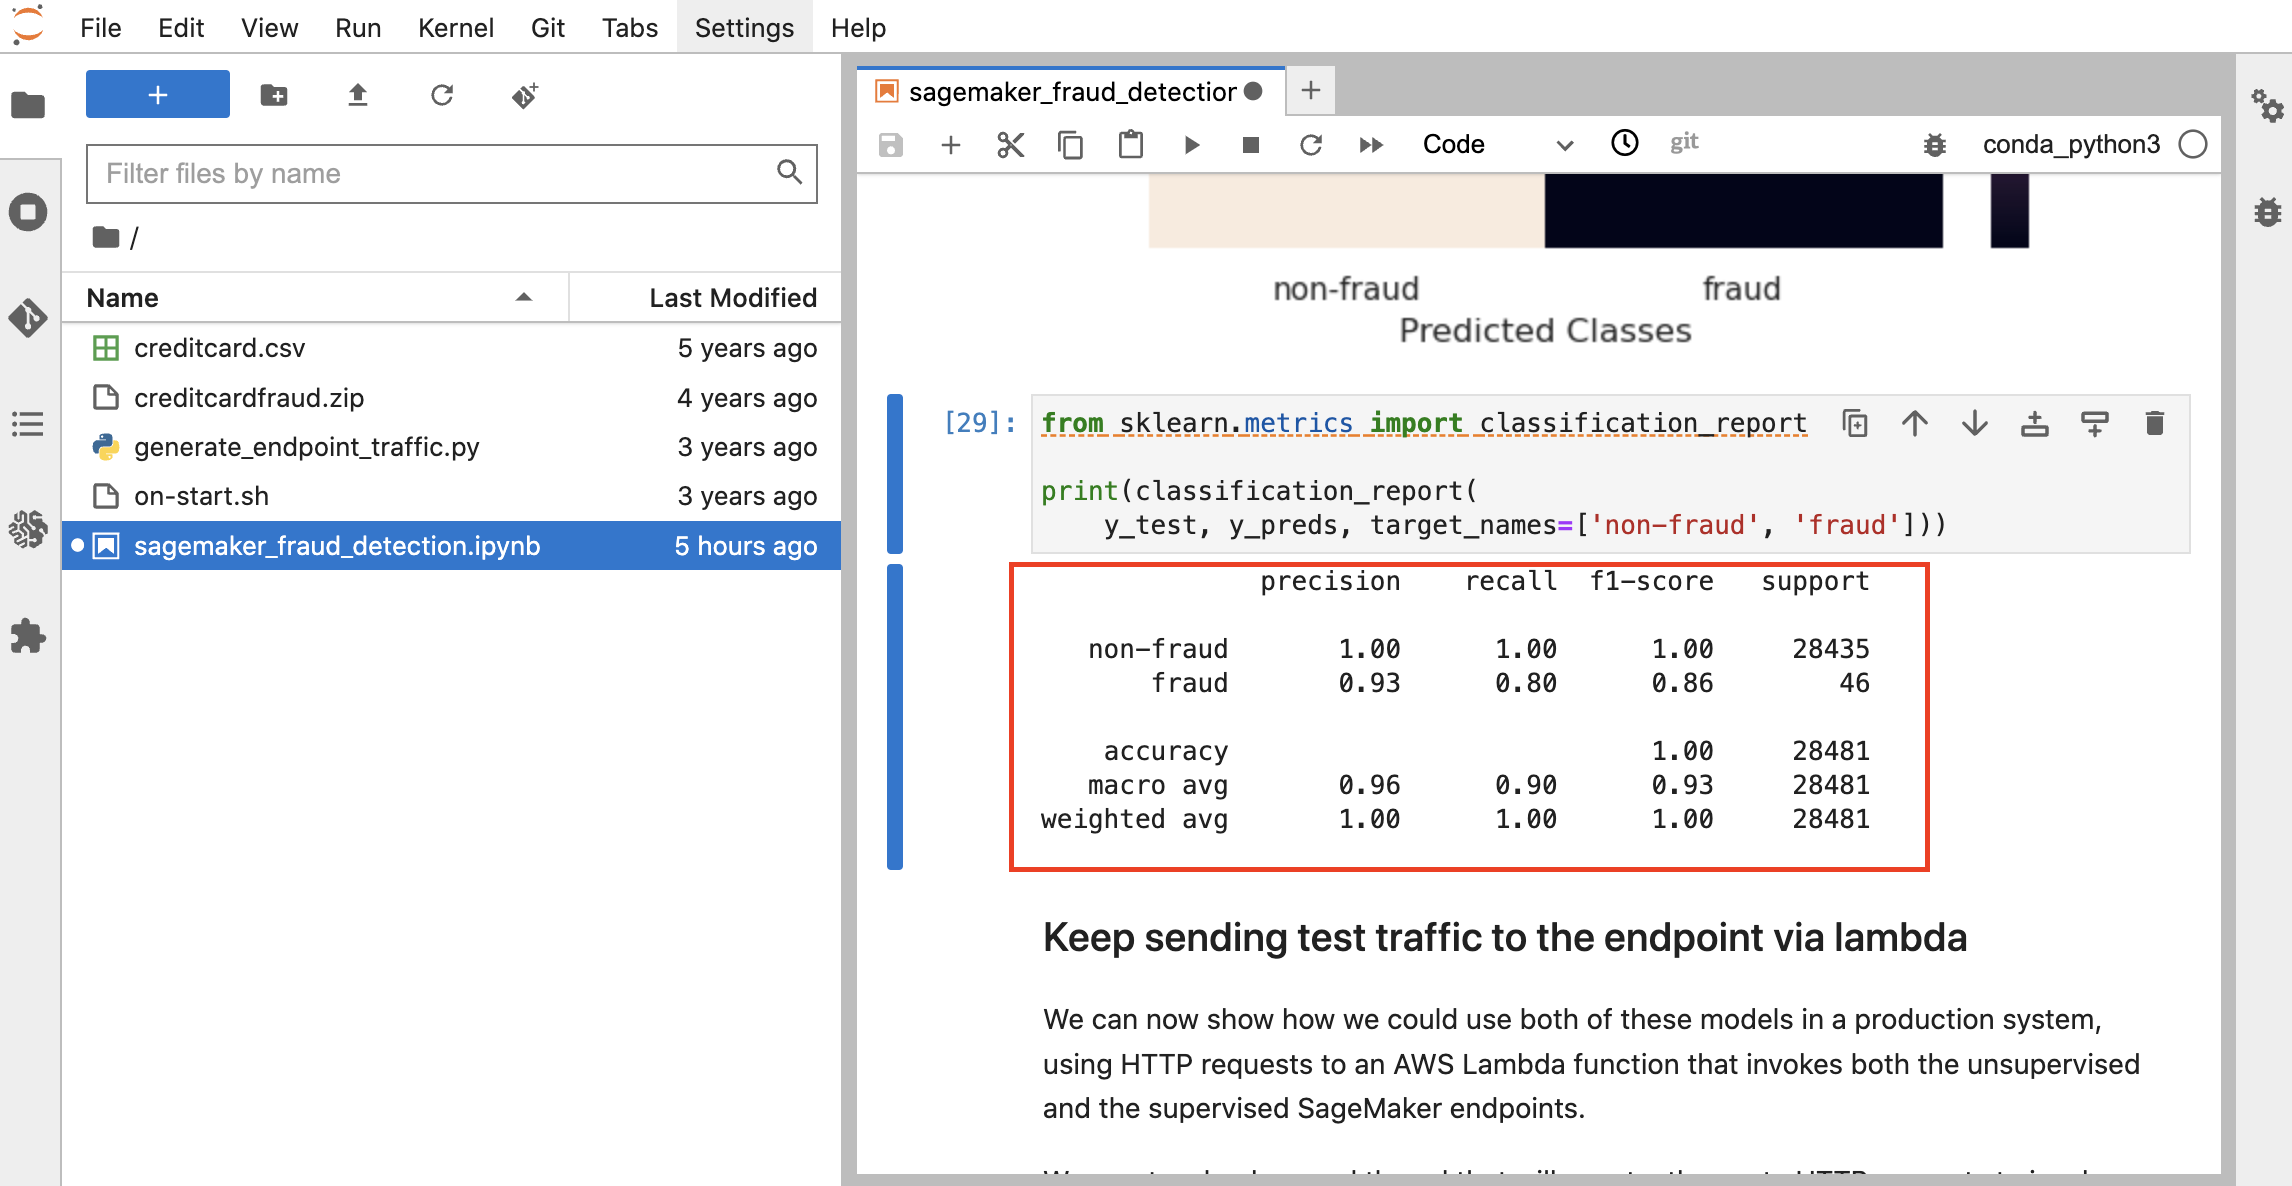 File Edit View Run Kernel Git Tabs Settings Help
+
Filter files by name
/
Name Last Modified
creditcard.csv 5 years ago
creditcardfraud.zip 4 years ago
generate_endpoint_traffic.py 3 years ago
on-start.sh 3 years ago
sagemaker_fraud_detection.ipynb 5 hours ago
sagemaker_fraud_detectior
Code git conda_python3
non-fraud fraud
Predicted Classes
[29]: from sklearn.metrics import classification_report
print(classification_report(
y_test, y_preds, target_names=['non-fraud', 'fraud']))
precision recall f1-score support
non-fraud 1.00 1.00 1.00 28435
fraud 0.93 0.80 0.86 46
accuracy 1.00 28481
macro avg 0.96 0.90 0.93 28481
weighted avg 1.00 1.00 1.00 28481
Keep sending test traffic to the endpoint via lambda
We can now show how we could use both of these models in a production system,
using HTTP requests to an AWS Lambda function that invokes both the unsupervised
and the supervised SageMaker endpoints.